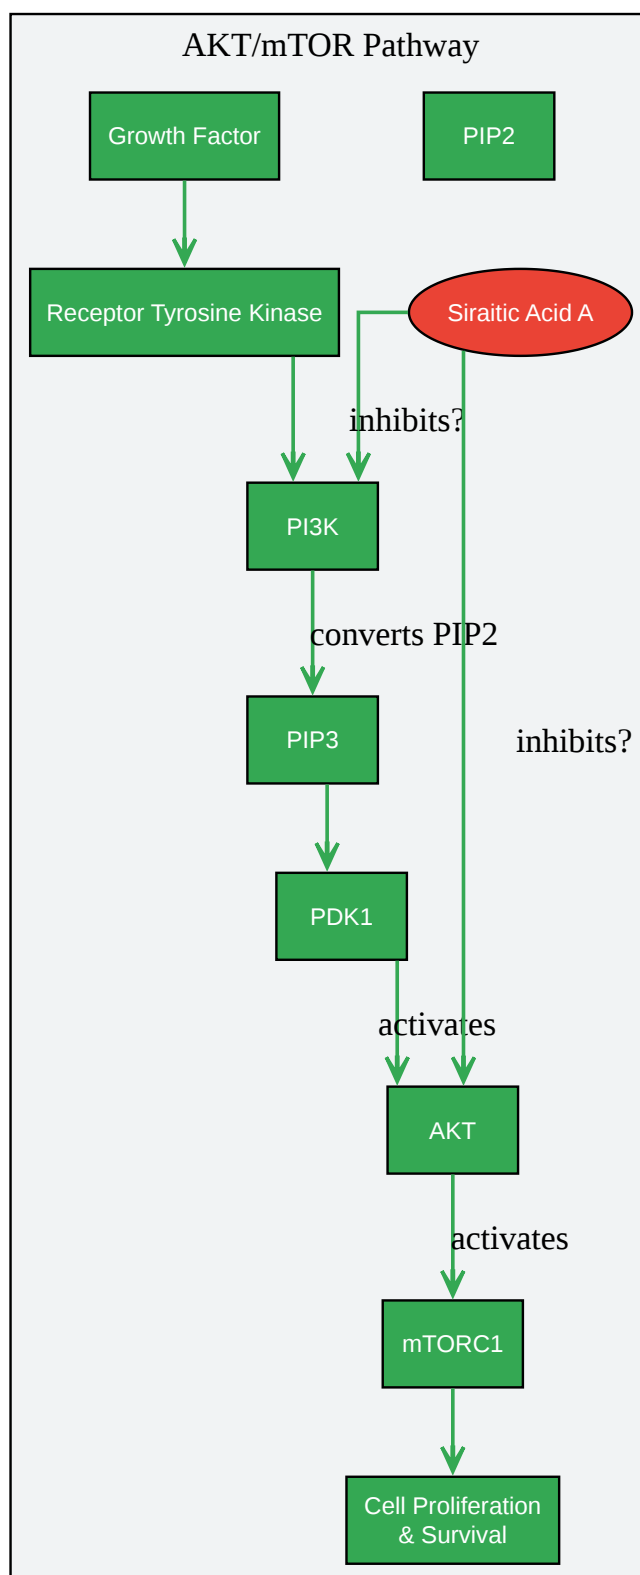 AKT/mTOR Pathway
Growth Factor
PIP2
Receptor Tyrosine Kinase
Siraitic Acid A
inhibits?
PI3K
converts PIP2
PIP3
inhibits?
PDK1
activates
AKT
activates
mTORC1
Cell Proliferation
& Survival